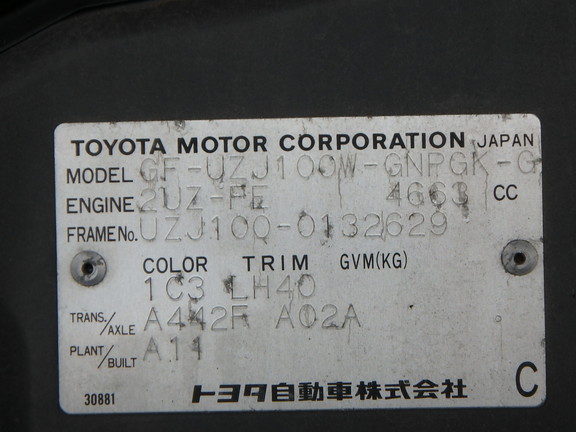 TOYOTA MOTOR CORPORATION JAPAN
MODEL GF-UZJ100W-GNPGK-G
ENGINE 2UZ-FE 4663 CC
FRAME No. UZJ100-0132629
COLOR TRIM GVM(KG)
1C3 LH40
TRANS./AXLE A442F A02A
PLANT/BUILT A11
30881 トヨタ自動車株式会社 C